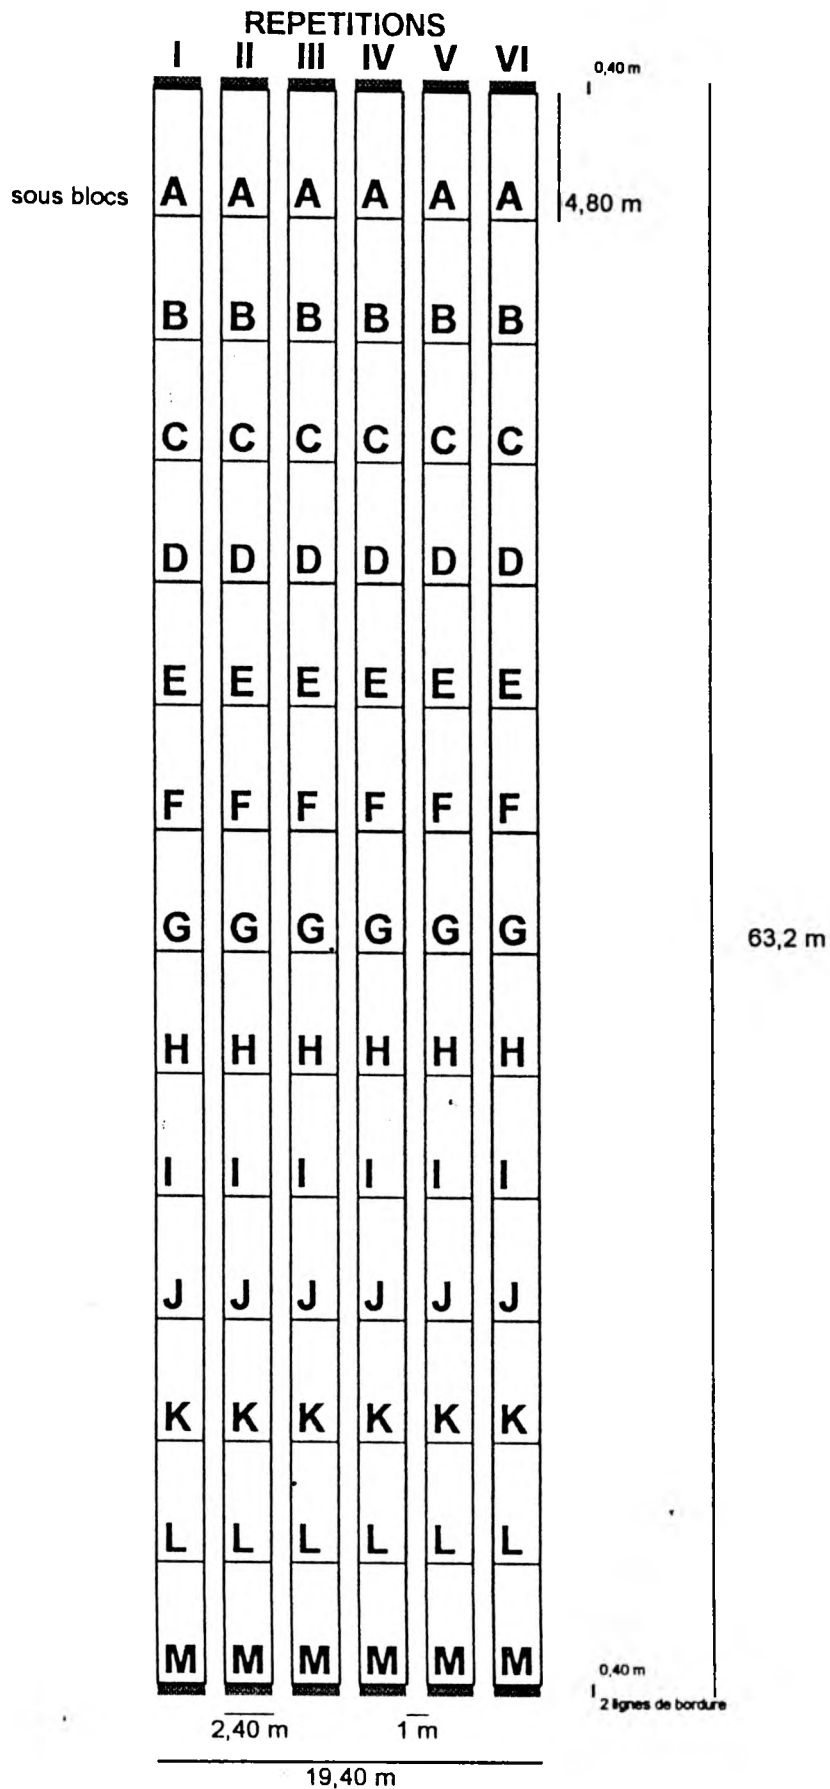 REPETITIONS
I II III IV V VI
0,40 m
sous blocs A A A A A A 4,80 m
B B B B B B
C C C C C C
D D D D D D
E E E E E E
F F F F F F
G G G G G G
63,2 m
H H H H H H
I I I I I I
J J J J J J
K K K K K K
L L L L L L
M M M M M M
0,40 m
2 lignes de bordure
2,40 m 1 m
19,40 m